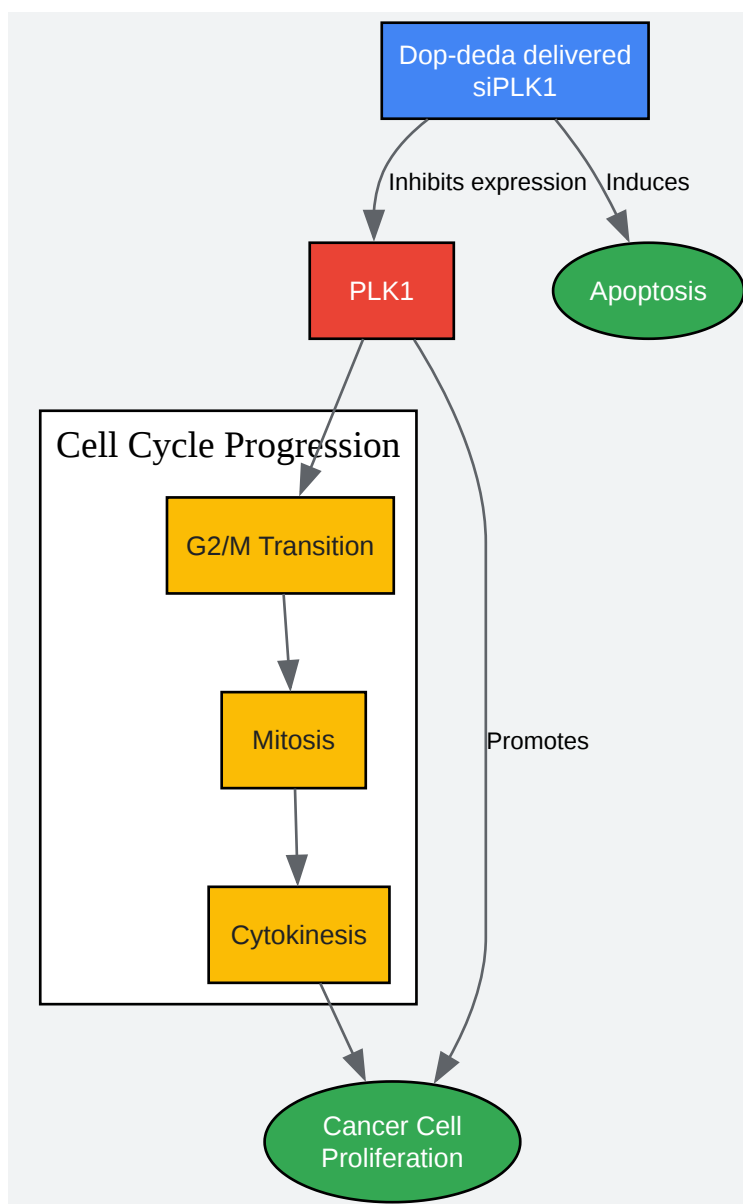 Dop-deda delivered
siPLK1
Inhibits expression
Induces
PLK1
Apoptosis
Cell Cycle Progression
G2/M Transition
Mitosis
Promotes
Cytokinesis
Cancer Cell
Proliferation